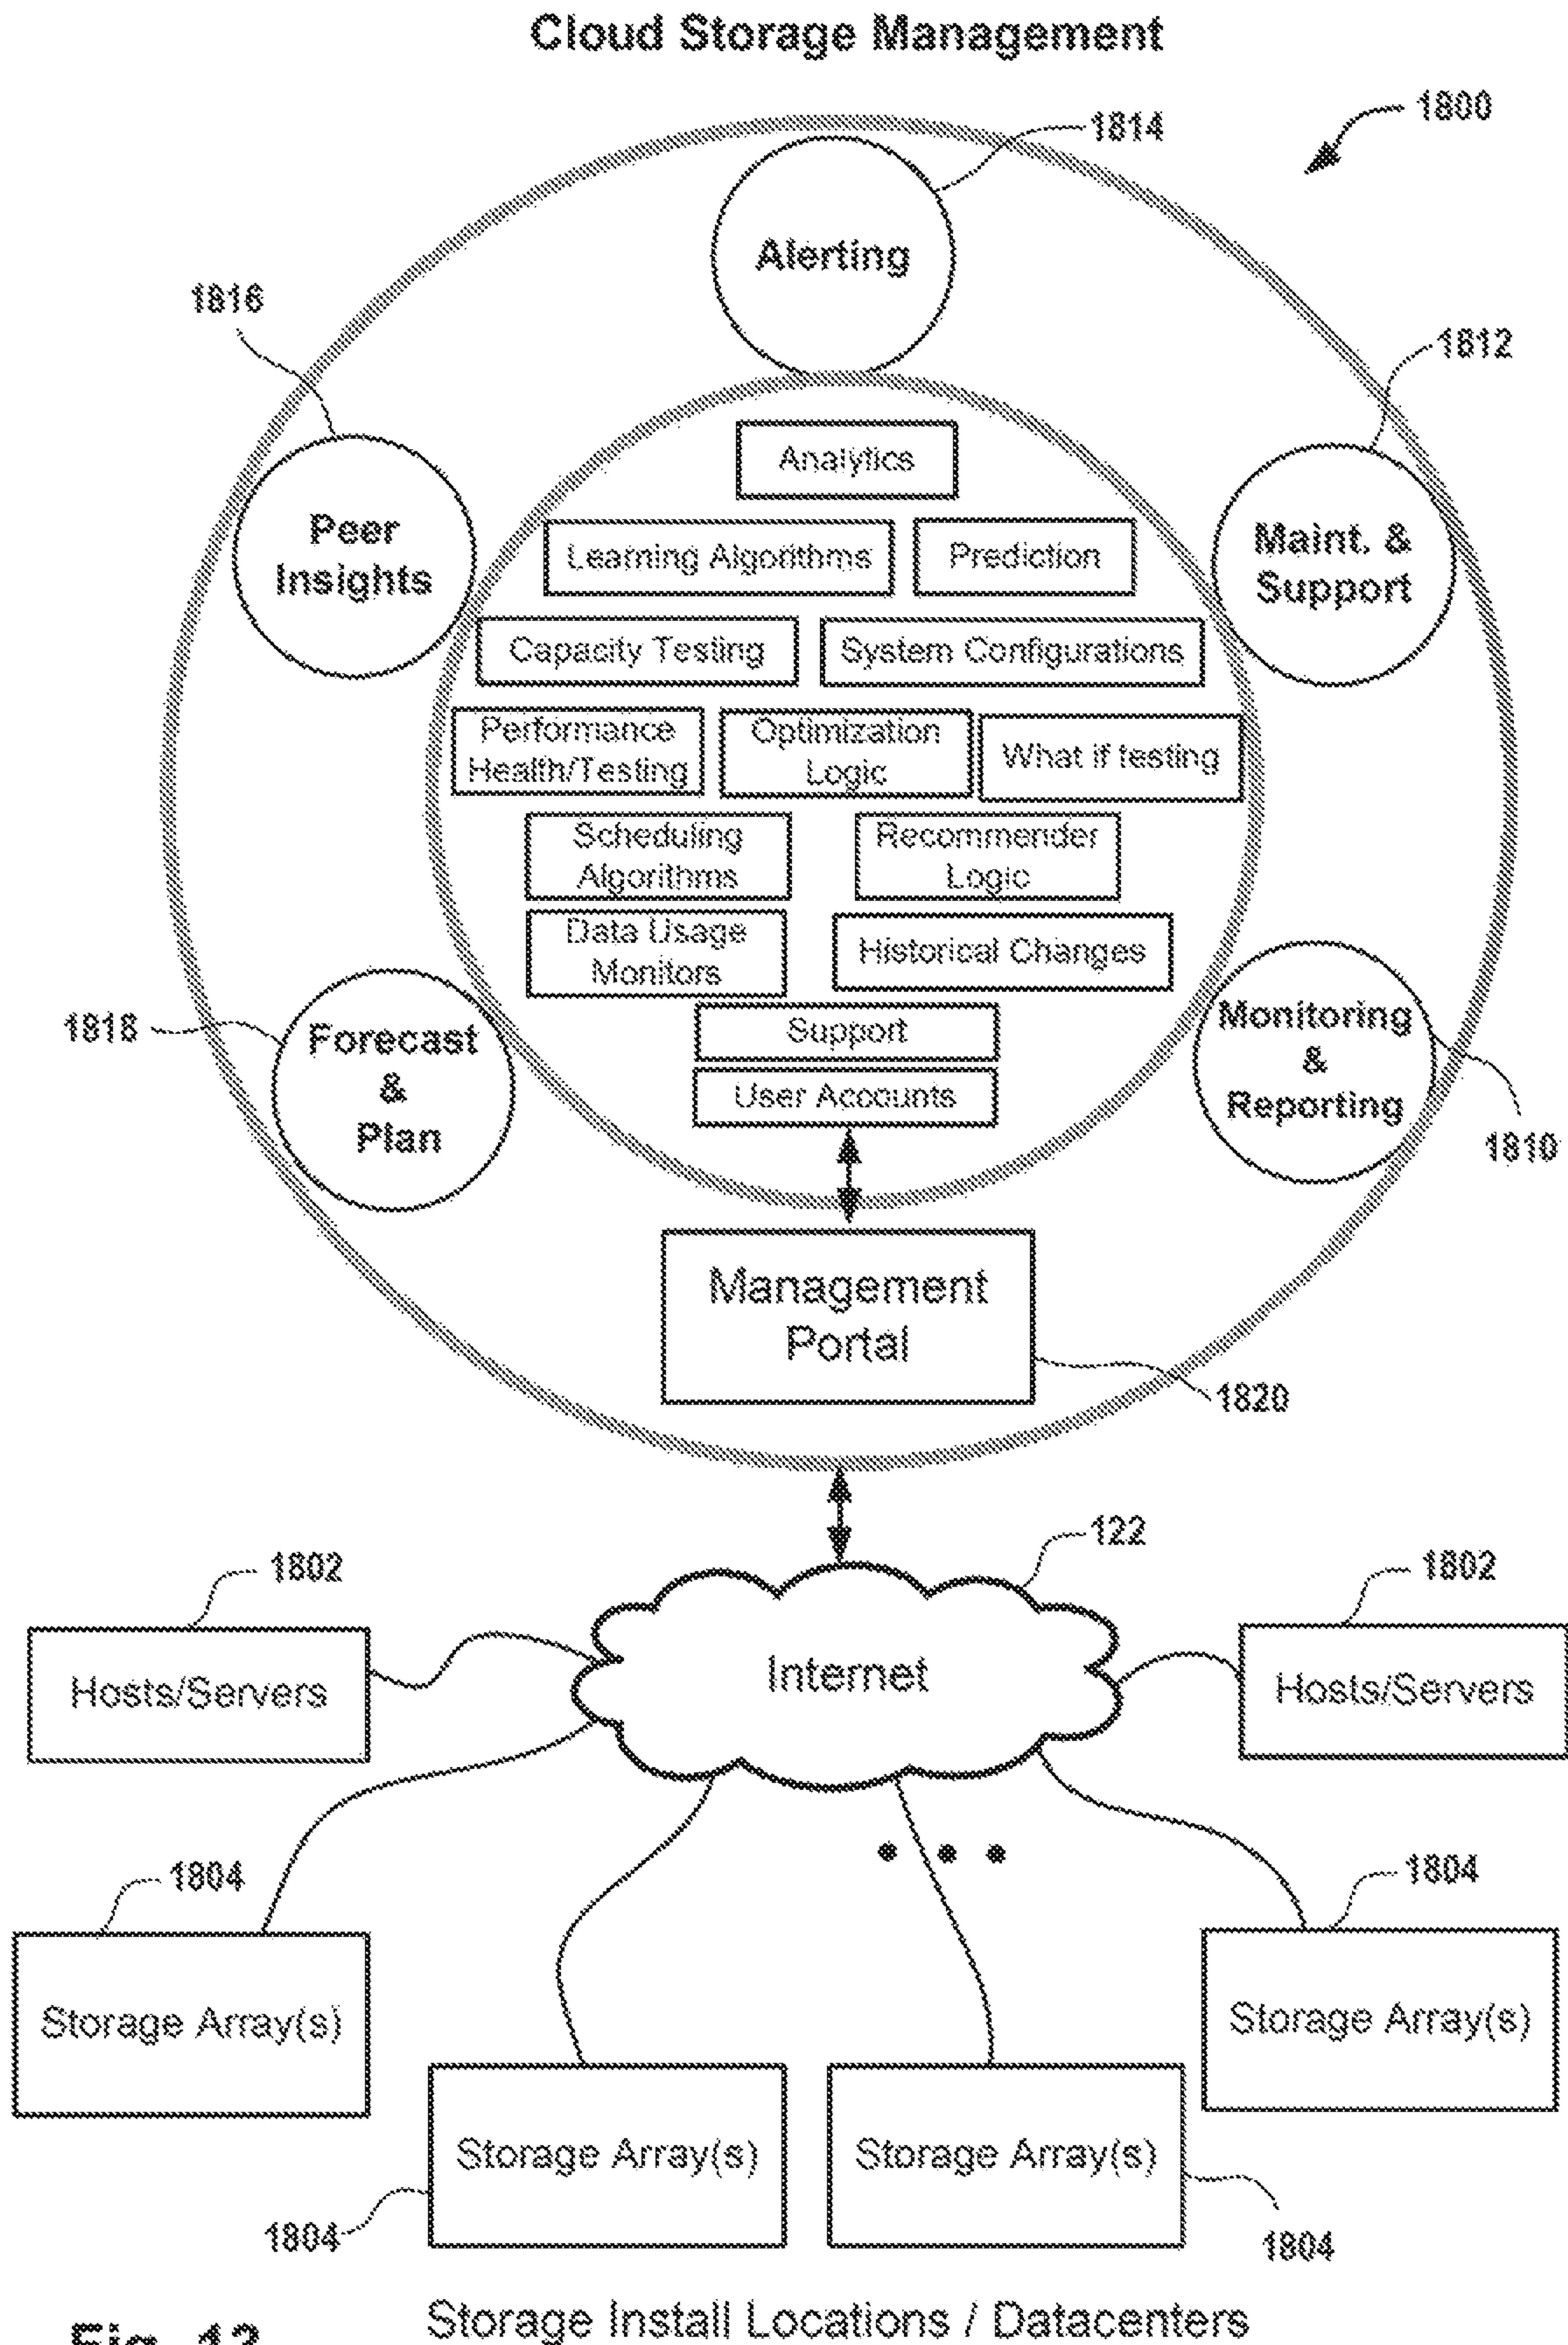 Cloud Storage Management
1800
1814
Alerting
1816
1812
Analytics
Peer
Insights
Learning Algorithms
Prediction
Maint. &
Support
Capacity Testing
System Configurations
Performance
Health/Testing
Optimization
Logic
What if testing
Scheduling
Algorithms
Recommender
Logic
Data Usage
Monitors
Historical Changes
1818
Forecast
&
Plan
Support
User Accounts
Monitoring
&
Reporting
1810
Management
Portal
1820
122
1802
1802
Hosts/Servers
Internet
Hosts/Servers
1804
1804
Storage Array(s)
Storage Array(s)
Storage Array(s)
Storage Array(s)
1804
1804
Storage Install Locations / Datacenters